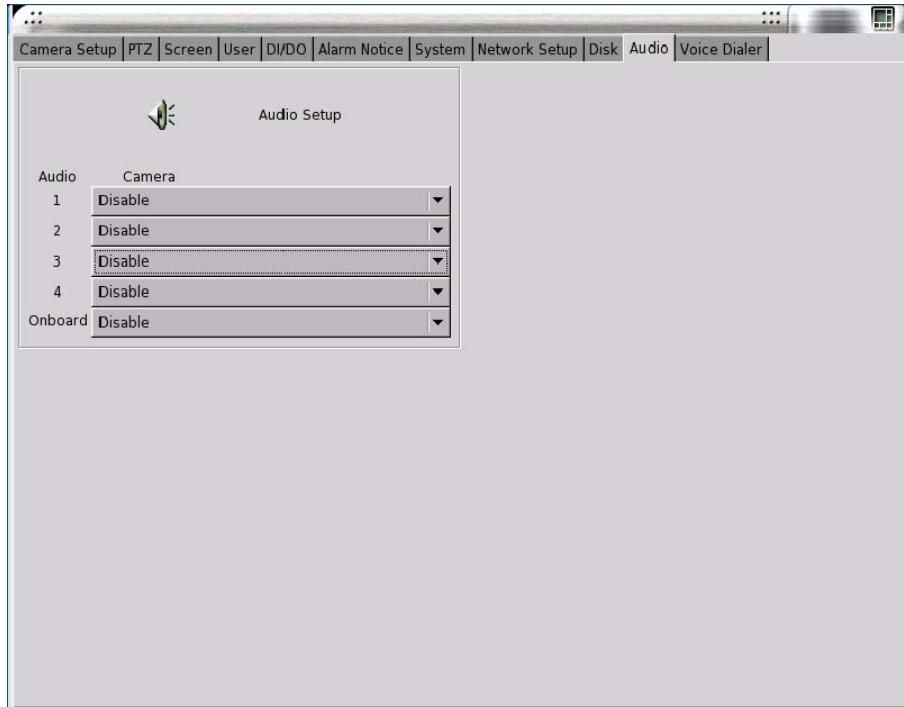 Camera Setup PTZ Screen User DI/DO Alarm Notice System Network Setup Disk Audio Voice Dialer
Audio Setup
Audio Camera
1 Disable
2 Disable
3 Disable
4 Disable
Onboard Disable